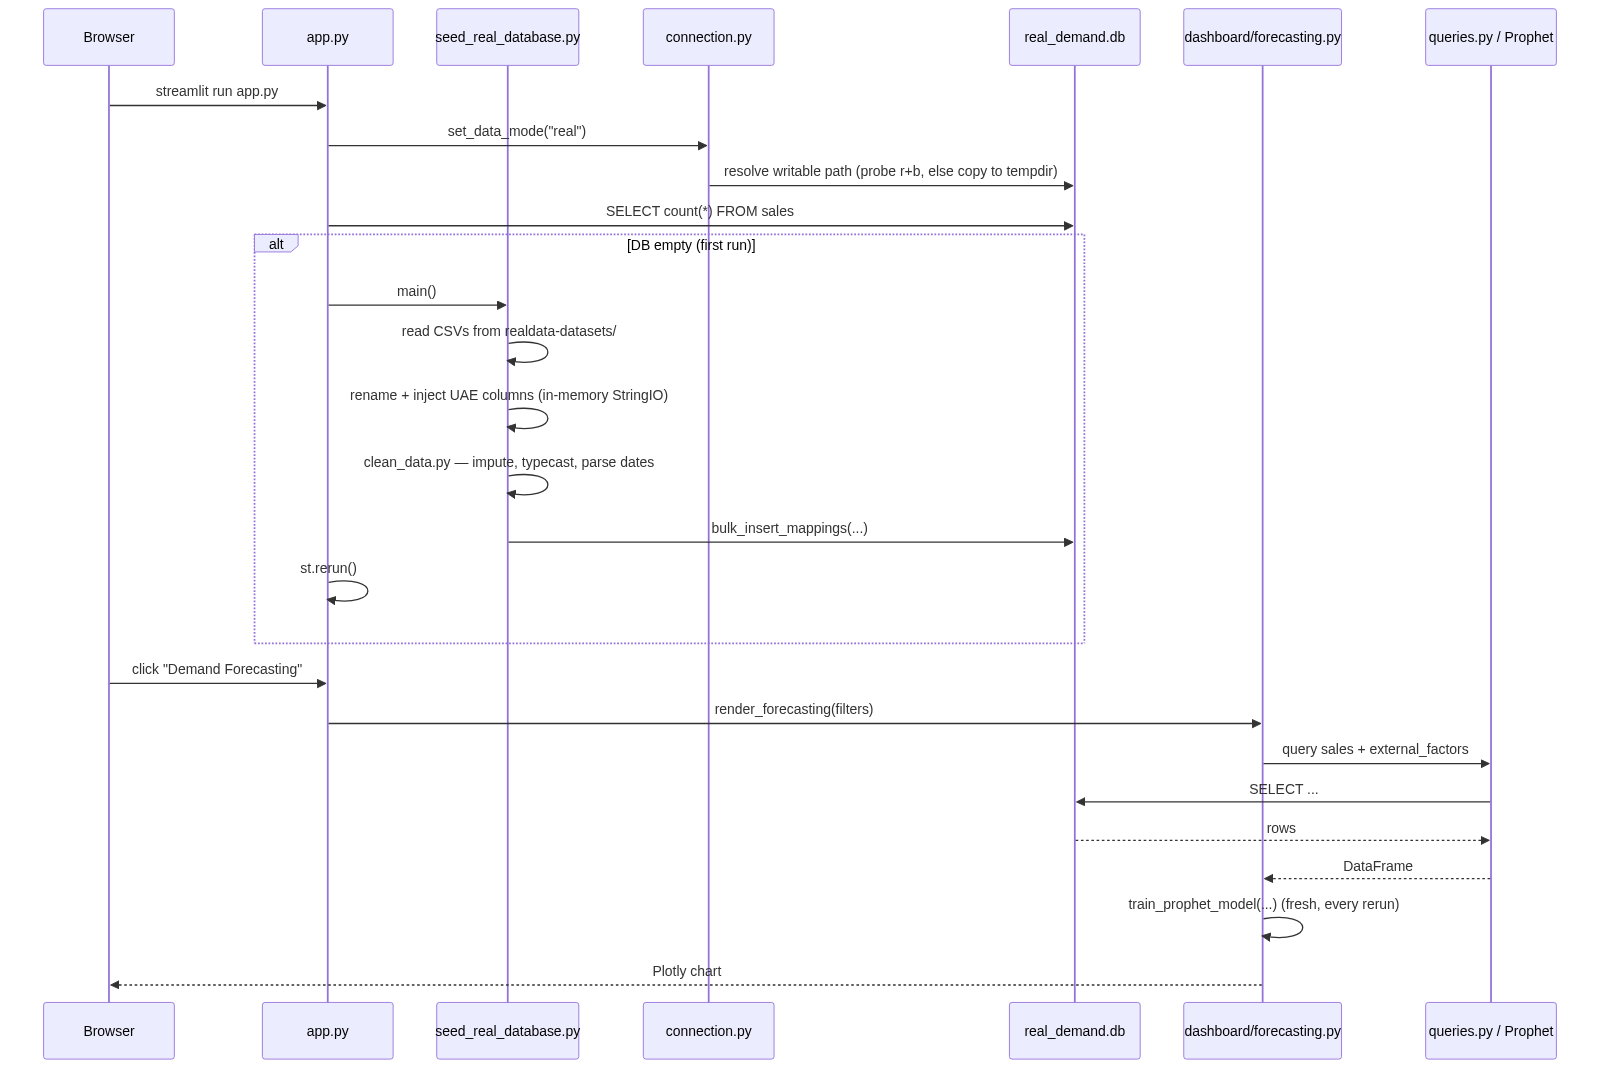 Browser
app.py
seed_real_database.py
connection.py
real_demand.db
dashboard/forecasting.py
queries.py / Prophet
streamlit run app.py
set_data_mode("real")
resolve writable path (probe r+b, else copy to tempdir)
SELECT count(*) FROM sales
alt
[DB empty (first run)]
main()
read CSVs from realdata-datasets/
rename + inject UAE columns (in-memory StringIO)
clean_data.py — impute, typecast, parse dates
bulk_insert_mappings(...)
st.rerun()
click "Demand Forecasting"
render_forecasting(filters)
query sales + external_factors
SELECT ...
rows
DataFrame
train_prophet_model(...) (fresh, every rerun)
Plotly chart
Browser
app.py
seed_real_database.py
connection.py
real_demand.db
dashboard/forecasting.py
queries.py / Prophet